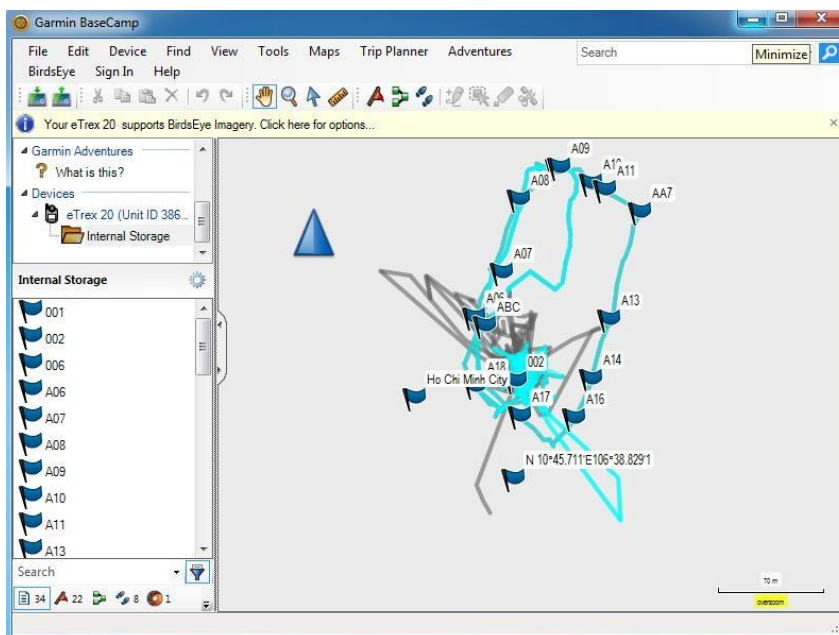 Garmin BaseCamp
File Edit Device Find View Tools Maps Trip Planner Adventures
Search
Minimize
BirdsEye Sign In Help
Your eTrex 20 supports BirdsEye Imagery. Click here for options...
Garmin Adventures
What is this?
Devices
eTrex 20 (Unit ID 386...
Internal Storage
Internal Storage
001
002
006
A06
A07
A08
A09
A10
A11
A13
Search
34 22 8 1
A09
A08
A11
AA7
A07
A06
ABC
A13
A18
002
A14
Ho Chi Minh City
A17
A16
N 10°45.711'E106°38.829'1
70 m
overzoom